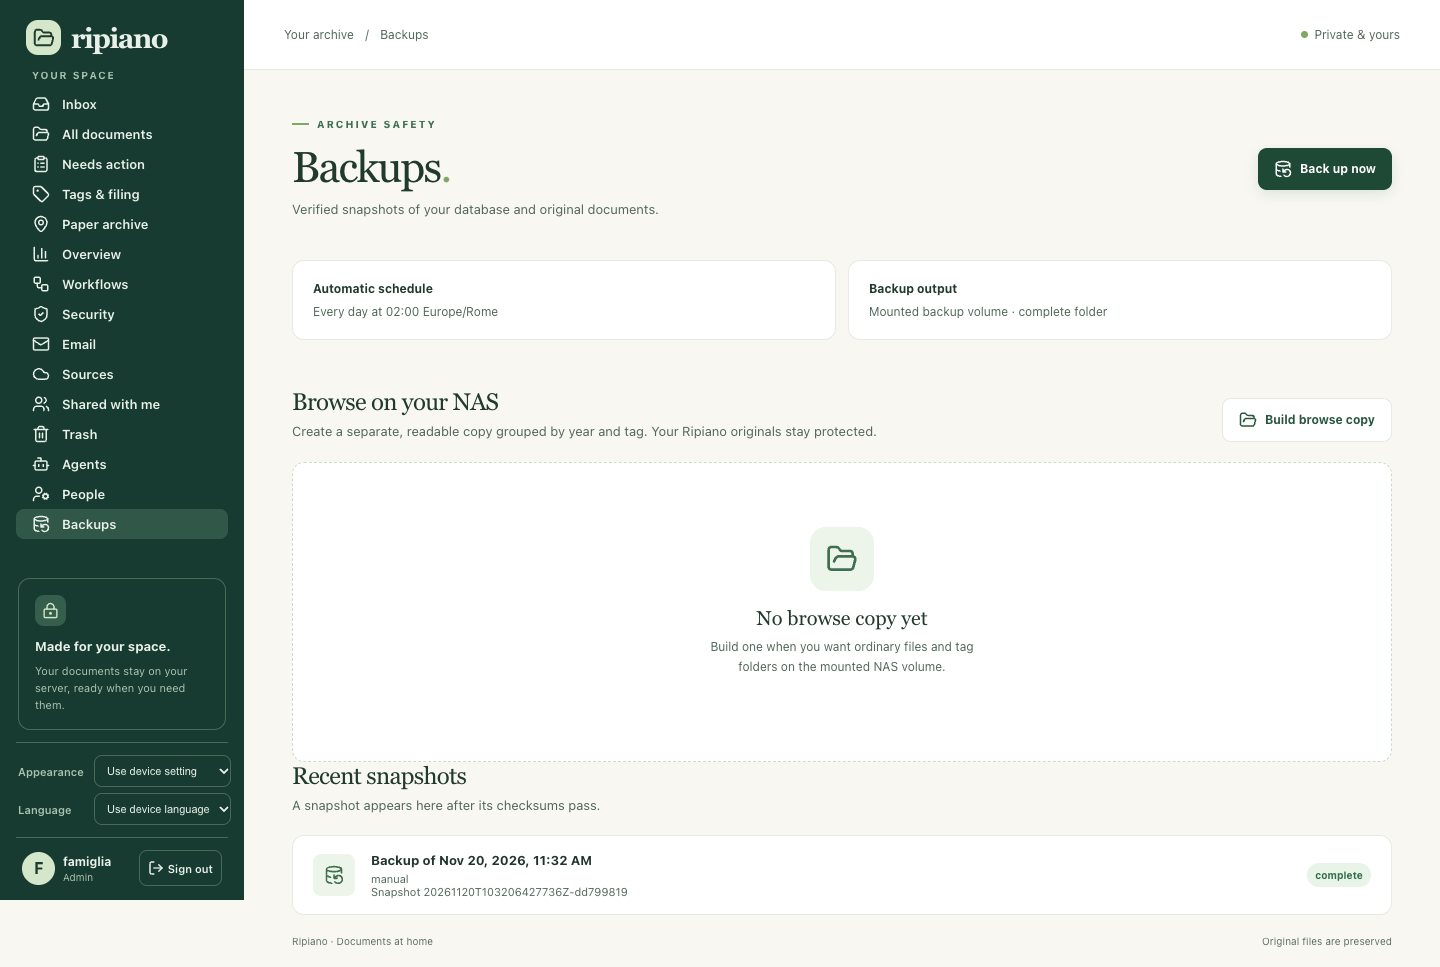 ripiano
YOUR SPACE
Inbox
All documents
Needs action
Tags & filing
Paper archive
Overview
Workflows
Security
Email
Sources
Shared with me
Trash
Agents
People
Backups
Made for your space.
Your documents stay on your
server, ready when you need
them.
Appearance Use device setting
Language Use device language
F famiglia
Admin
Sign out
Your archive / Backups
Private & yours
ARCHIVE SAFETY
Backups.
Verified snapshots of your database and original documents.
Back up now
Automatic schedule
Every day at 02:00 Europe/Rome
Backup output
Mounted backup volume · complete folder
Browse on your NAS
Create a separate, readable copy grouped by year and tag. Your Ripiano originals stay protected.
Build browse copy
No browse copy yet
Build one when you want ordinary files and tag
folders on the mounted NAS volume.
Recent snapshots
A snapshot appears here after its checksums pass.
Backup of Nov 20, 2026, 11:32 AM
manual
Snapshot 20261120T103206427736Z-dd799819
complete
Ripiano · Documents at home
Original files are preserved